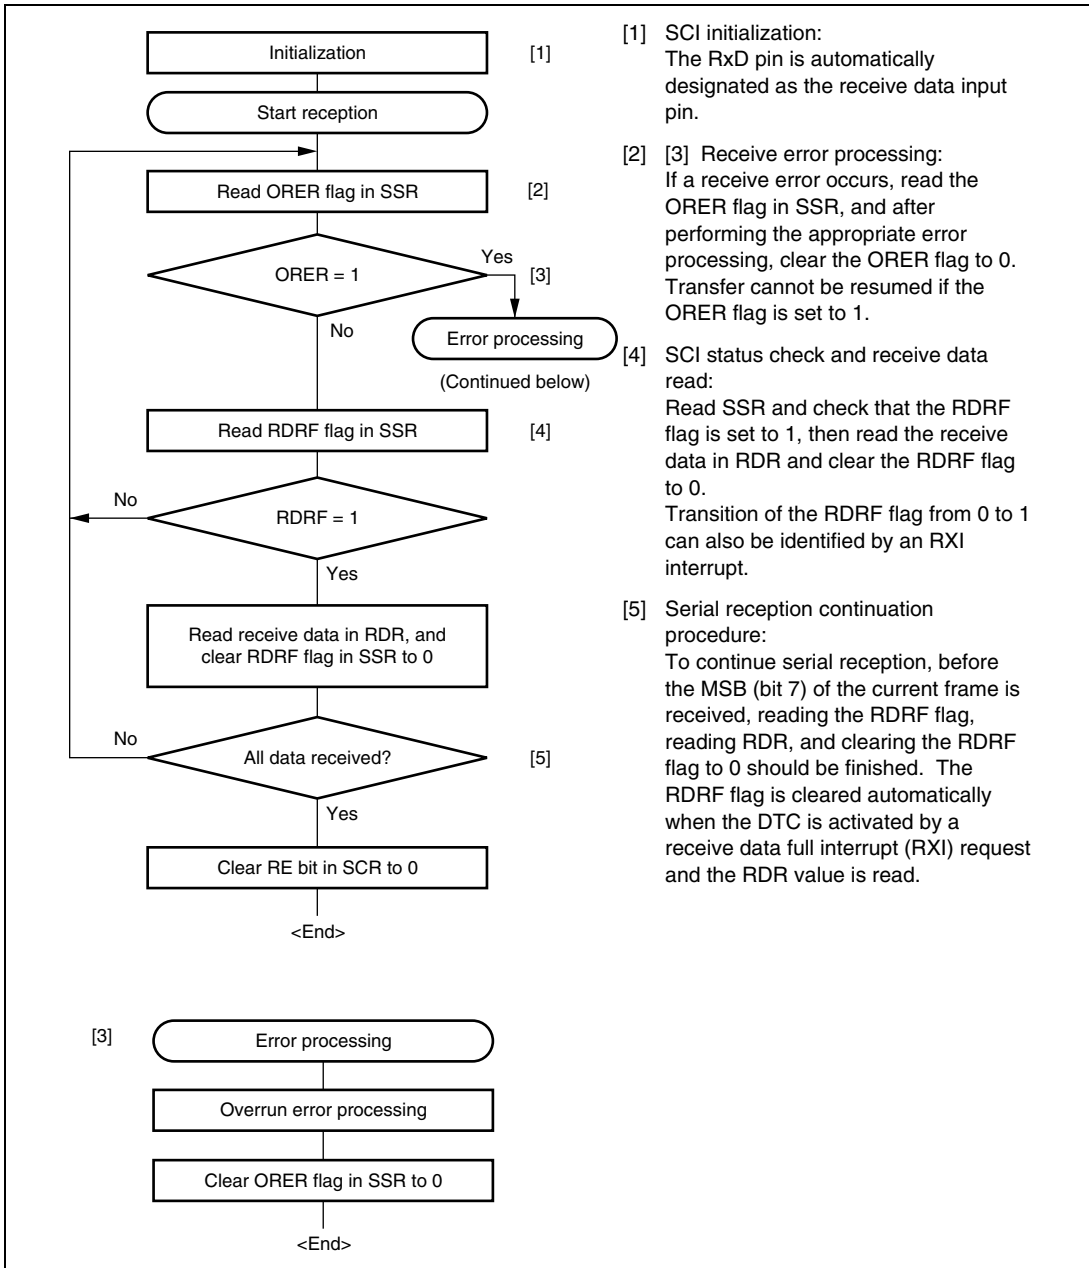 Initialization
[1]
Start reception
Read ORER flag in SSR
[2]
ORER = 1
Yes
[3]
No
Error processing
(Continued below)
Read RDRF flag in SSR
[4]
No
RDRF = 1
Yes
Read receive data in RDR, and
clear RDRF flag in SSR to 0
No
All data received?
[5]
Yes
Clear RE bit in SCR to 0
<End>
[3]
Error processing
Overrun error processing
Clear ORER flag in SSR to 0
<End>
[1] SCI initialization:
The RxD pin is automatically
designated as the receive data input
pin.
[2] [3] Receive error processing:
If a receive error occurs, read the
ORER flag in SSR, and after
performing the appropriate error
processing, clear the ORER flag to 0.
Transfer cannot be resumed if the
ORER flag is set to 1.
[4] SCI status check and receive data
read:
Read SSR and check that the RDRF
flag is set to 1, then read the receive
data in RDR and clear the RDRF flag
to 0.
Transition of the RDRF flag from 0 to 1
can also be identified by an RXI
interrupt.
[5] Serial reception continuation
procedure:
To continue serial reception, before
the MSB (bit 7) of the current frame is
received, reading the RDRF flag,
reading RDR, and clearing the RDRF
flag to 0 should be finished. The
RDRF flag is cleared automatically
when the DTC is activated by a
receive data full interrupt (RXI) request
and the RDR value is read.